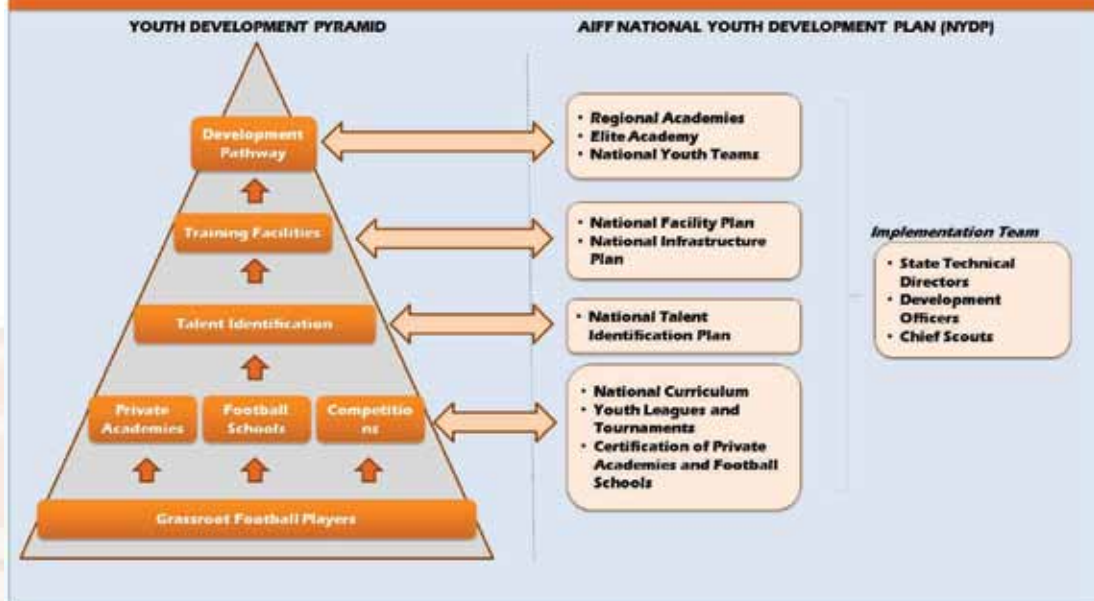 YOUTH DEVELOPMENT PYRAMID
AIFF NATIONAL YOUTH DEVELOPMENT PLAN (NYDP)
Development
Pathway
• Regional Academies
• Elite Academy
• National Youth Teams
Training Facilities
• National Facility Plan
• National Infrastructure
Plan
Talent Identification
• National Talent
Identification Plan
Private
Academies
Football
Schools
Competitio
ns
• National Curriculum
• Youth Leagues and
Tournaments
• Certification of Private
Academies and Football
Schools
Grassroot Football Players
Implementation Team
• State Technical
Directors
• Development
Officers
• Chief Scouts